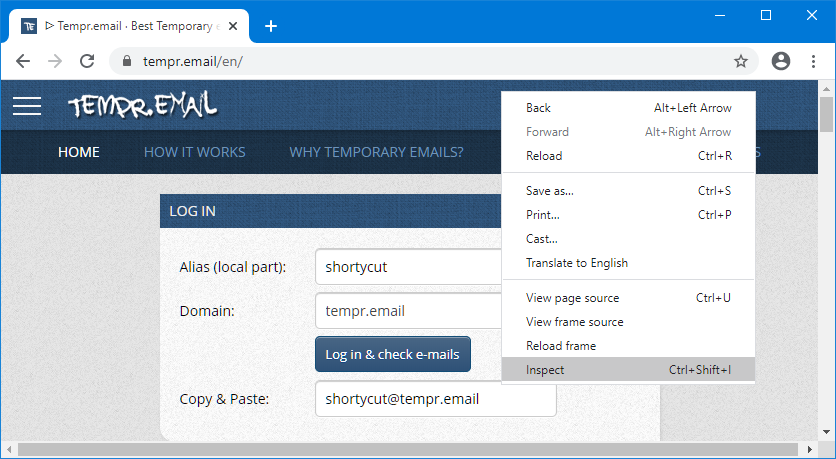 Tempr.email · Best Temporary
tempr.email/en/
TEMPR.EMAIL
HOME HOW IT WORKS WHY TEMPORARY EMAILS?
LOG IN
Alias (local part): shortycut
Domain: tempr.email
Log in & check e-mails
Copy & Paste: shortycut@tempr.email
Back Alt+Left Arrow
Forward Alt+Right Arrow
Reload Ctrl+R
Save as... Ctrl+S
Print... Ctrl+P
Cast...
Translate to English
View page source Ctrl+U
View frame source
Reload frame
Inspect Ctrl+Shift+I